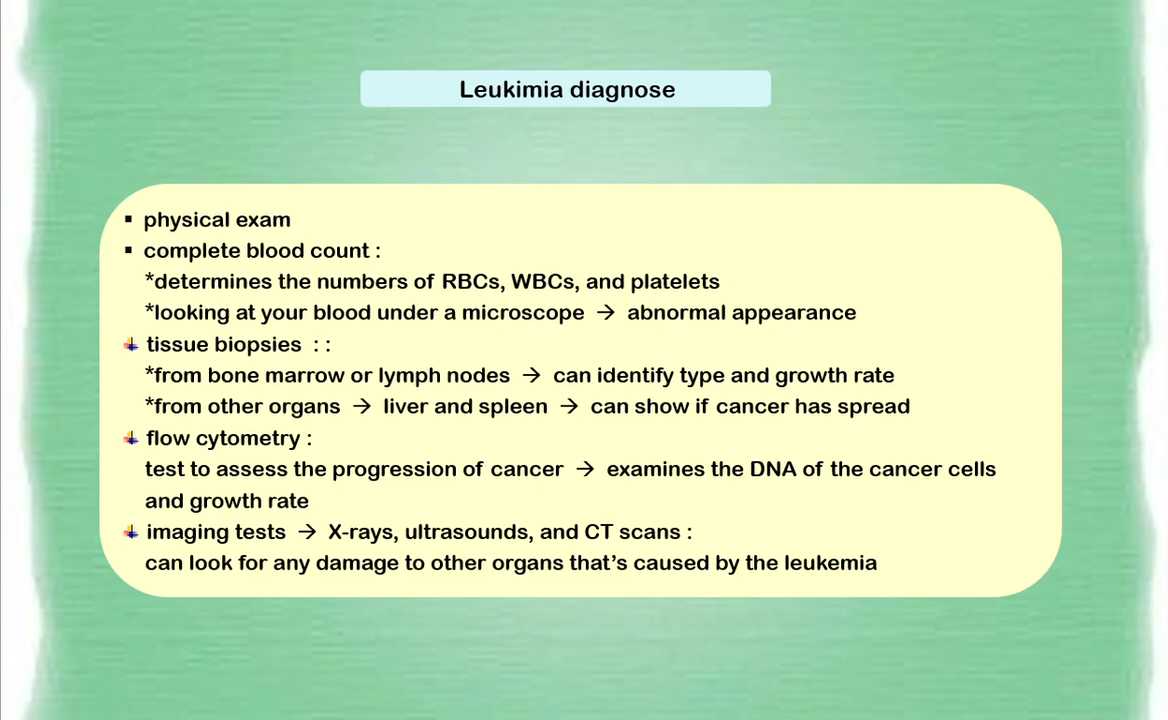 Leukimia diagnose
▪ physical exam
▪ complete blood count :
*determines the numbers of RBCs, WBCs, and platelets
*looking at your blood under a microscope → abnormal appearance
tissue biopsies : :
*from bone marrow or lymph nodes → can identify type and growth rate
*from other organs → liver and spleen → can show if cancer has spread
flow cytometry :
test to assess the progression of cancer → examines the DNA of the cancer cells
and growth rate
imaging tests → X-rays, ultrasounds, and CT scans :
can look for any damage to other organs that’s caused by the leukemia